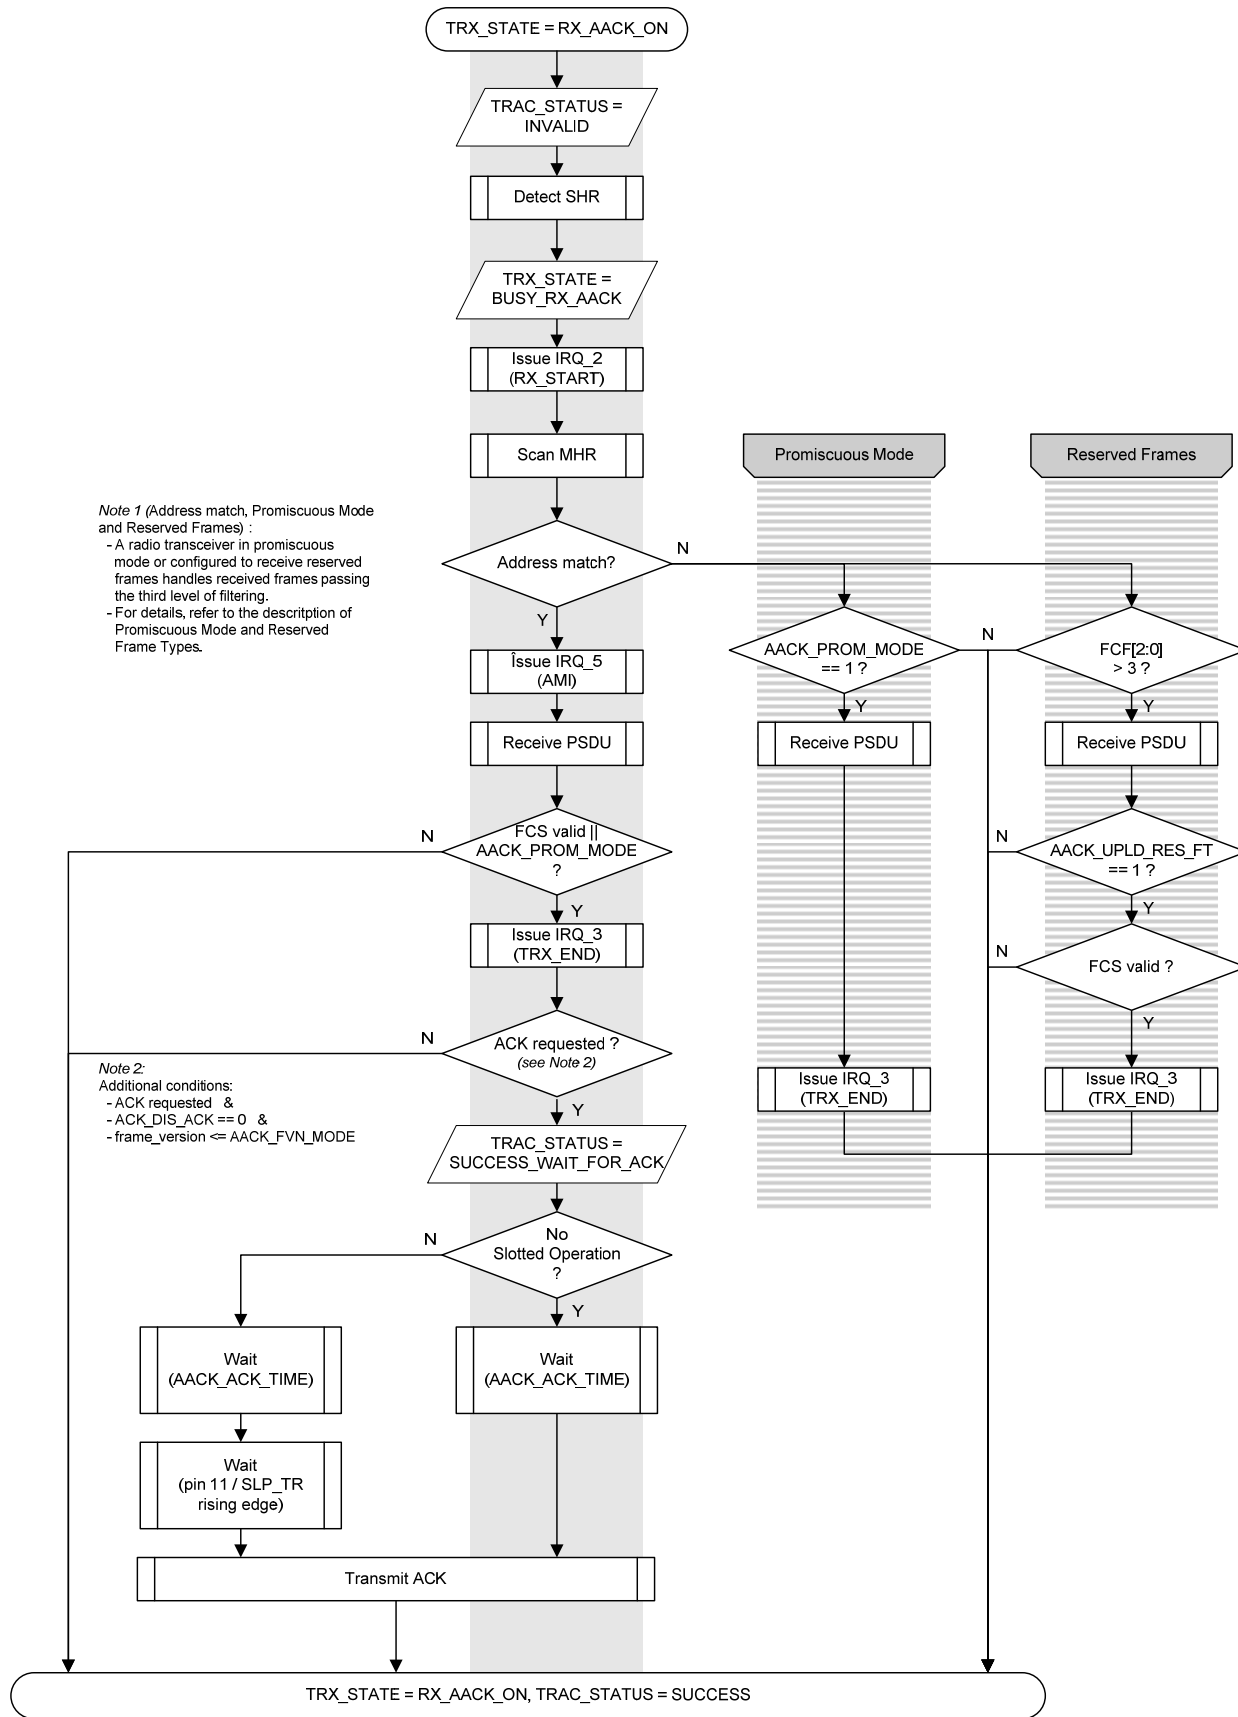 TRX_STATE = RX_AACK_ON
TRAC_STATUS =
INVALID
Detect SHR
TRX_STATE =
BUSY_RX_AACK
Issue IRQ_2
(RX_START)
Scan MHR
Promiscuous Mode
Reserved Frames
Note 1 (Address match, Promiscuous Mode
and Reserved Frames) :
- A radio transceiver in promiscuous
mode or configured to receive reserved
frames handles received frames passing
the third level of filtering.
- For details, refer to the descritption of
Promiscuous Mode and Reserved
Frame Types.
Address match?
N
Y
Îssue IRQ_5
(AMI)
AACK_PROM_MODE
== 1 ?
N
FCF[2:0]
> 3 ?
Y
Y
Receive PSDU
Receive PSDU
Receive PSDU
N
FCS valid ||
AACK_PROM_MODE
?
N
AACK_UPLD_RES_FT
== 1 ?
Y
Y
Issue IRQ_3
(TRX_END)
N
FCS valid ?
Y
N
ACK requested ?
(see Note 2)
Y
Note 2:
Additional conditions:
- ACK requested &
- ACK_DIS_ACK == 0 &
- frame_version <= AACK_FVN_MODE
Issue IRQ_3
(TRX_END)
Issue IRQ_3
(TRX_END)
TRAC_STATUS =
SUCCESS_WAIT_FOR_ACK
N
No
Slotted Operation
?
Y
Wait
(AACK_ACK_TIME)
Wait
(AACK_ACK_TIME)
Wait
(pin 11 / SLP_TR
rising edge)
Transmit ACK
TRX_STATE = RX_AACK_ON, TRAC_STATUS = SUCCESS